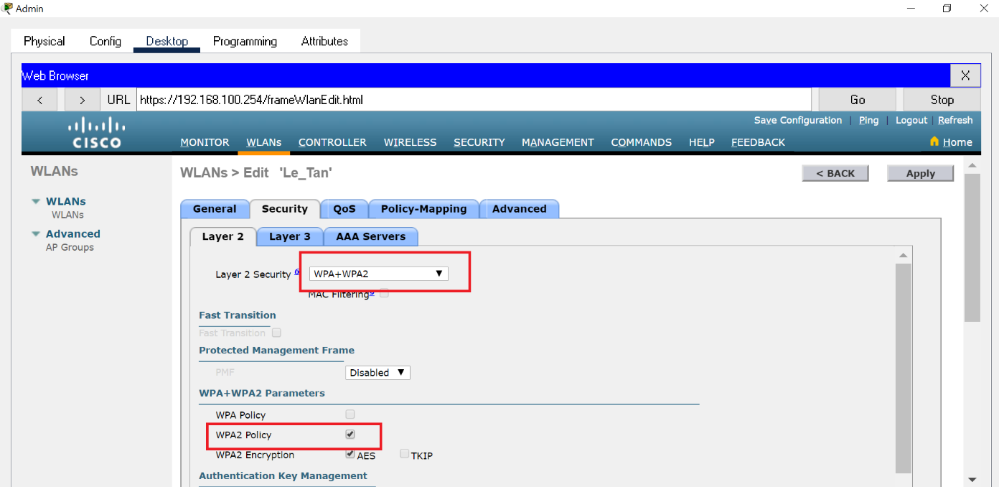 Admin
Physical Config Desktop Programming Attributes
Web Browser X
< > URL https://192.168.100.254/frameWlanEdit.html Go Stop
Save Configuration | Ping | Logout | Refresh
CISCO MONITOR WLANs CONTROLLER WIRELESS SECURITY MANAGEMENT COMMANDS HELP FEEDBACK Home
WLANs
WLANs
WLANs
Advanced
AP Groups
WLANs > Edit 'Le_Tan' < BACK Apply
General Security QoS Policy-Mapping Advanced
Layer 2 Layer 3 AAA Servers
Layer 2 Security 6 WPA+WPA2
MAC Filtering
Fast Transition
Fast Transition
Protected Management Frame
PMF Disabled
WPA+WPA2 Parameters
WPA Policy
WPA2 Policy
WPA2 Encryption AES TKIP
Authentication Key Management